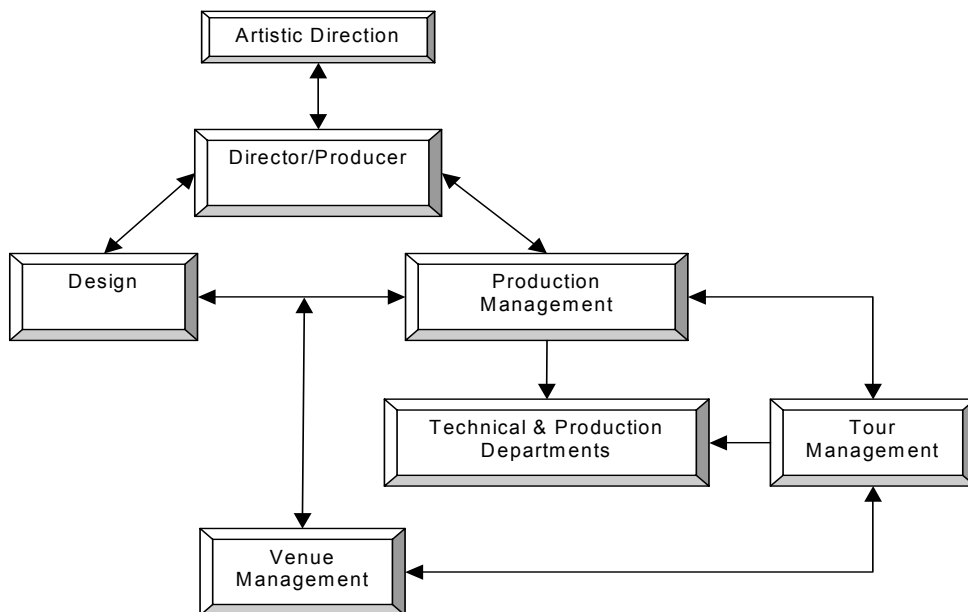 Artistic Direction
Director/Producer
Design
Production
Management
Technical & Production
Departments
Tour
Management
Venue
Management